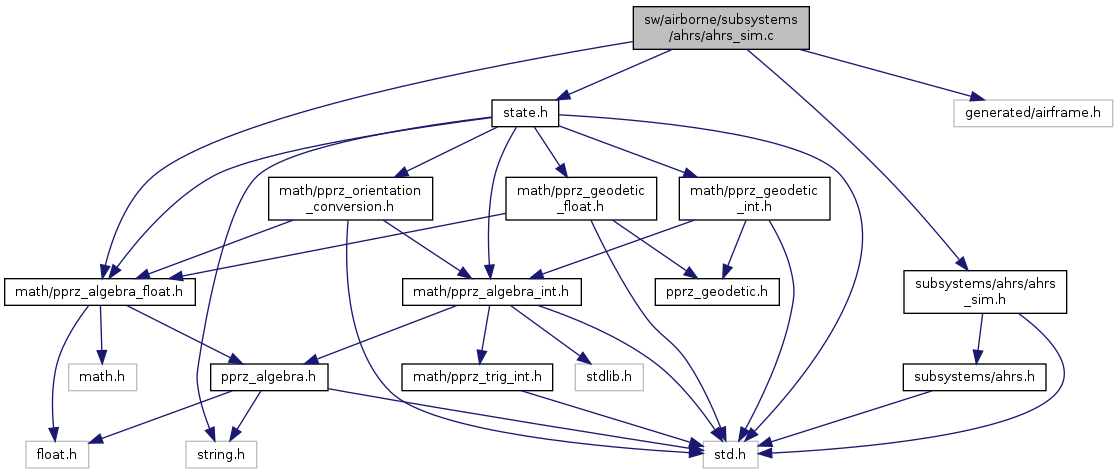 sw/airborne/subsystems
/ahrs/ahrs_sim.c
state.h
generated/airframe.h
math/pprz_orientation
_conversion.h
math/pprz_geodetic
_float.h
math/pprz_geodetic
_int.h
math/pprz_algebra_float.h
math/pprz_algebra_int.h
pprz_geodetic.h
subsystems/ahrs/ahrs
_sim.h
math.h
pprz_algebra.h
math/pprz_trig_int.h
stdlib.h
subsystems/ahrs.h
float.h
string.h
std.h